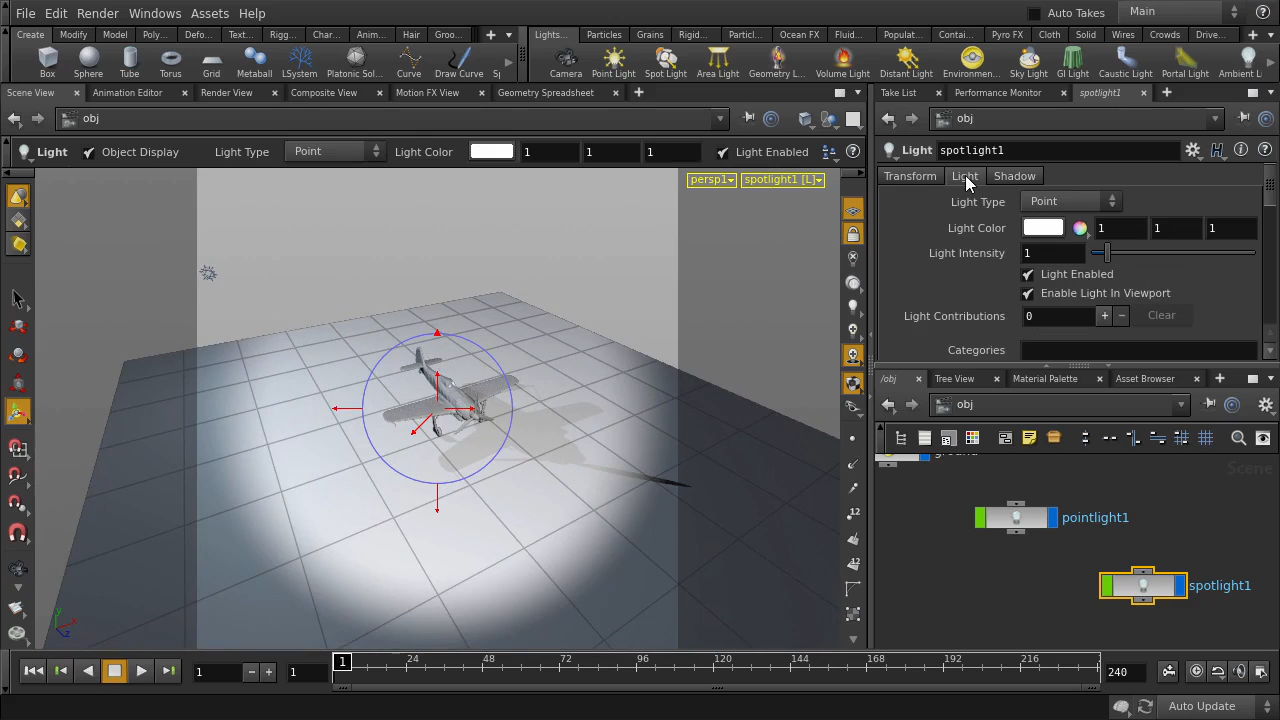 File Edit Render Windows Assets Help Auto Takes Main
Create Modify Model Poly... Defo... Text... Rigg... Char... Anim... Hair Groo... Lights... Particles Grains Rigid... Particl... Ocean FX Fluid... Populat... Contai... Pyro FX Cloth Solid Wires Crowds Drive...
Box Sphere Tube Torus Grid Metaball LSystem Platonic Sol... Curve Draw Curve Camera Point Light Spot Light Area Light Geometry L... Volume Light Distant Light Environmen... Sky Light GI Light Caustic Light Portal Light Ambient L
Scene View Animation Editor Render View Composite View Motion FX View Geometry Spreadsheet Take List Performance Monitor spotlight1
obj obj
Light Object Display Light Type Point Light Color 1 1 1 Light Enabled Light spotlight1
persp1 spotlight1 [L] Transform Light Shadow
Light Type Point
Light Color 1 1 1
Light Intensity 1
Light Enabled
Enable Light In Viewport
Light Contributions 0 + − Clear
Categories
/obj Tree View Material Palette Asset Browser
obj
Scene
pointlight1
spotlight1
12
12
y x z
1 1 1 24 48 72 96 120 144 168 192 216 240
Auto Update